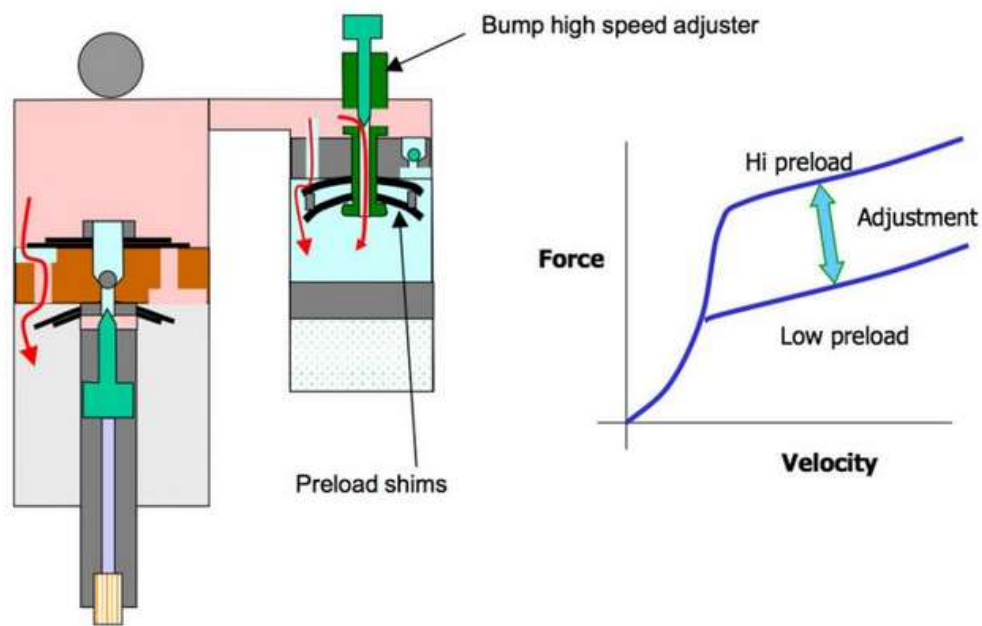 Bump high speed adjuster
Hi preload
Adjustment
Force
Low preload
Velocity
Preload shims